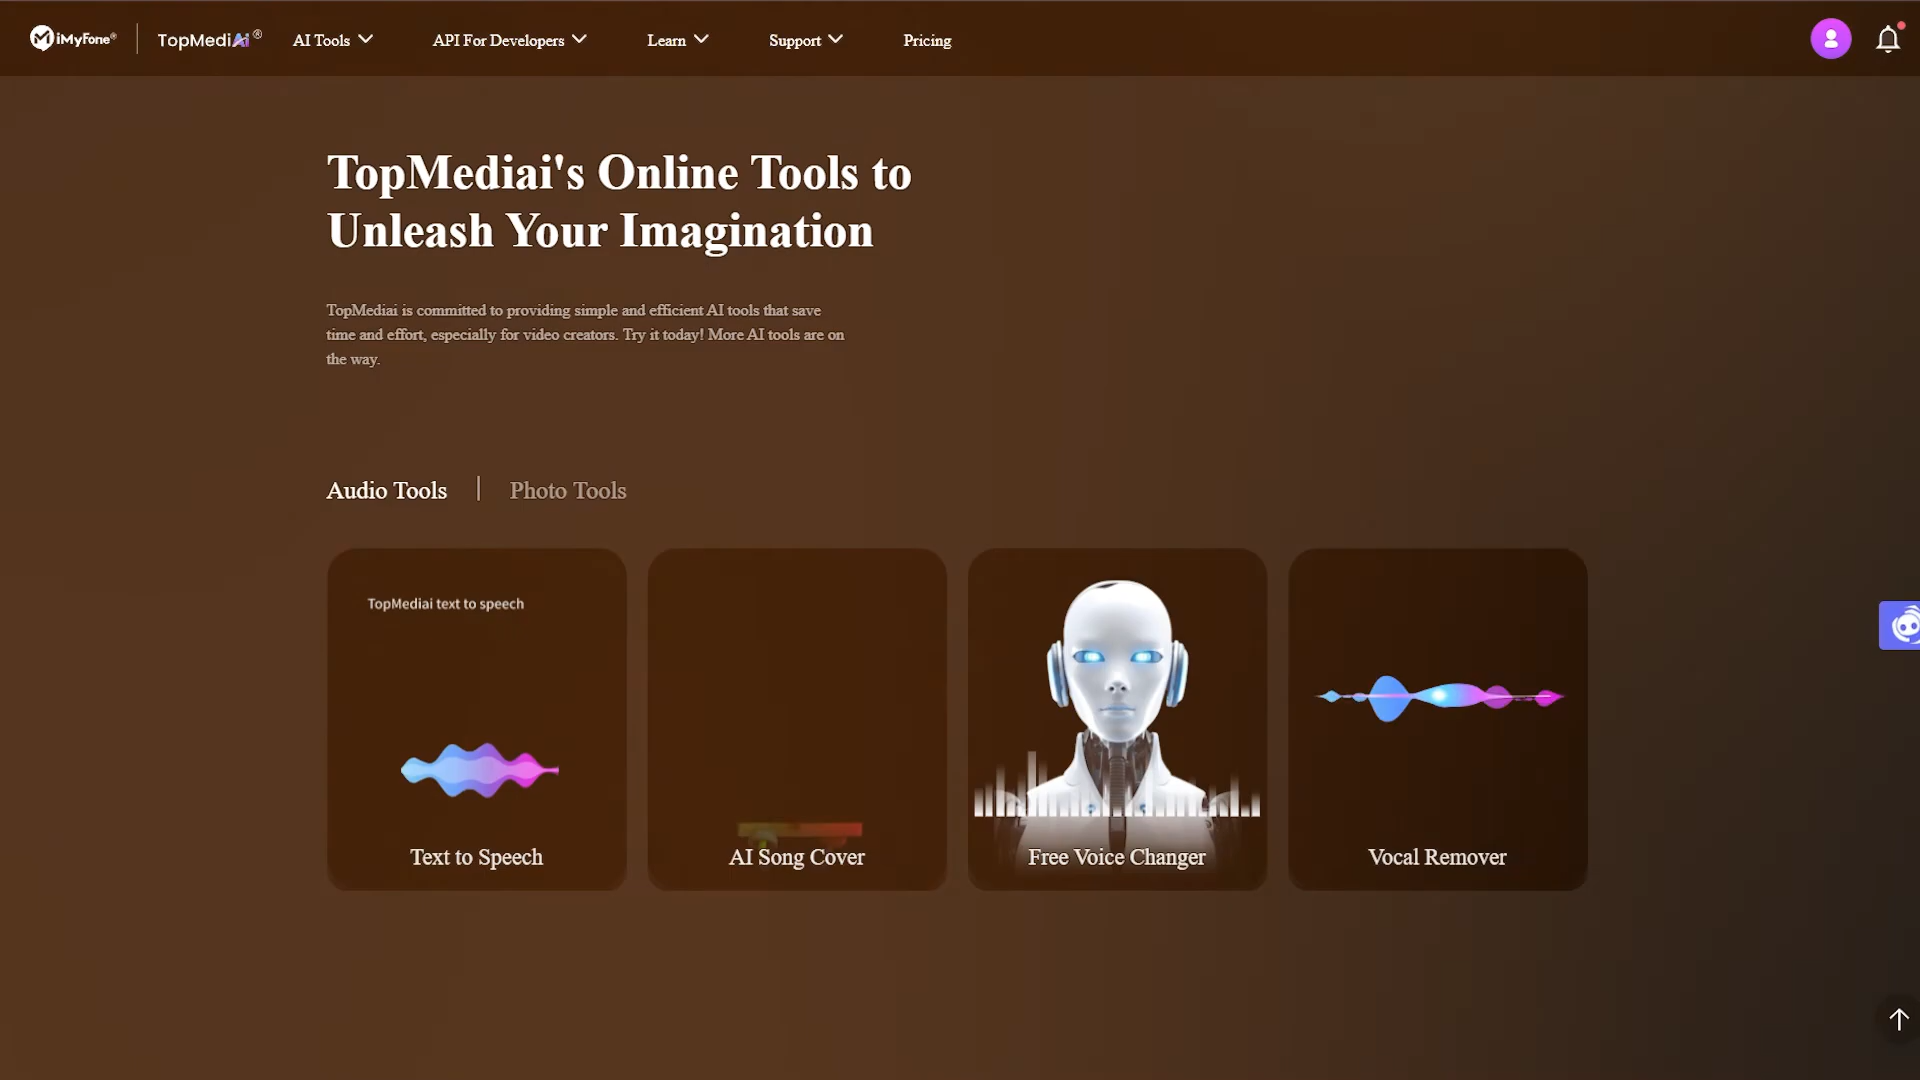 iMyFone®
TopMediAi®
AI Tools
API For Developers
Learn
Support
Pricing
TopMediai's Online Tools to
Unleash Your Imagination
TopMediai is committed to providing simple and efficient AI tools that save
time and effort, especially for video creators. Try it today! More AI tools are on
the way.
Audio Tools
Photo Tools
TopMediai text to speech
Text to Speech
AI Song Cover
Free Voice Changer
Vocal Remover